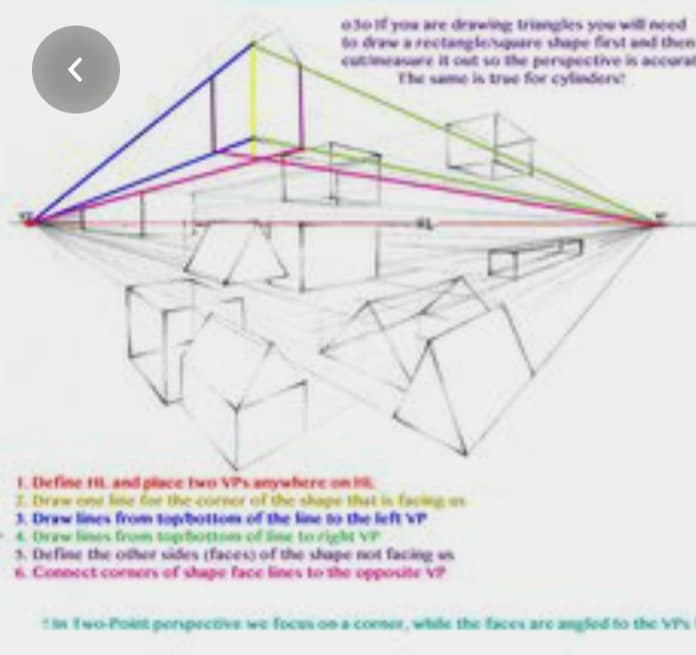 oJo If you are drawing triangles you will need
to draw a rectangle/square shape first and then
cut/measure it out so the perspective is accurat
The same is true for cylinders!
VP
VP
HL
1. Define HL and place two VPs anywhere on HL
2. Draw one line for the corner of the shape that is facing us
3. Draw lines from top/bottom of the line to the left VP
4. Draw lines from top/bottom of line to right VP
5. Define the other sides (faces) of the shape not facing us
6. Connect corners of shape face lines to the opposite VP
! In Two-Point perspective we focus on a corner, while the faces are angled to the VPs !